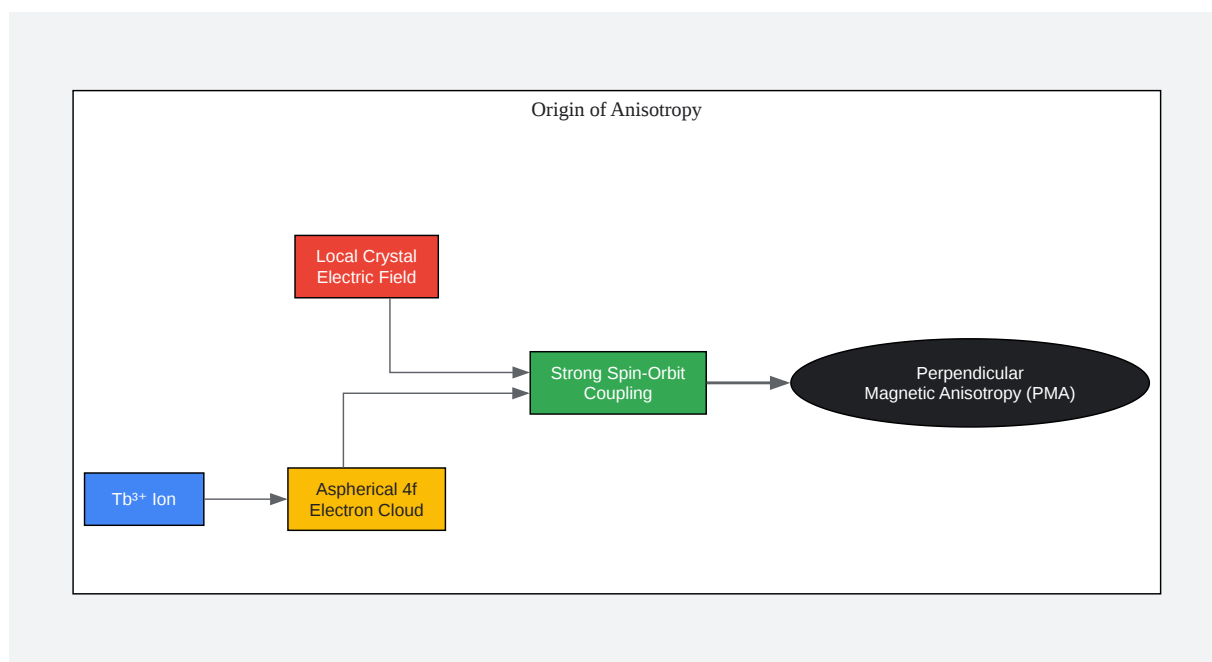 Origin of Anisotropy
Local Crystal
Electric Field
Strong Spin-Orbit
Coupling
Perpendicular
Magnetic Anisotropy (PMA)
Tb³⁺ Ion
Aspherical 4f
Electron Cloud